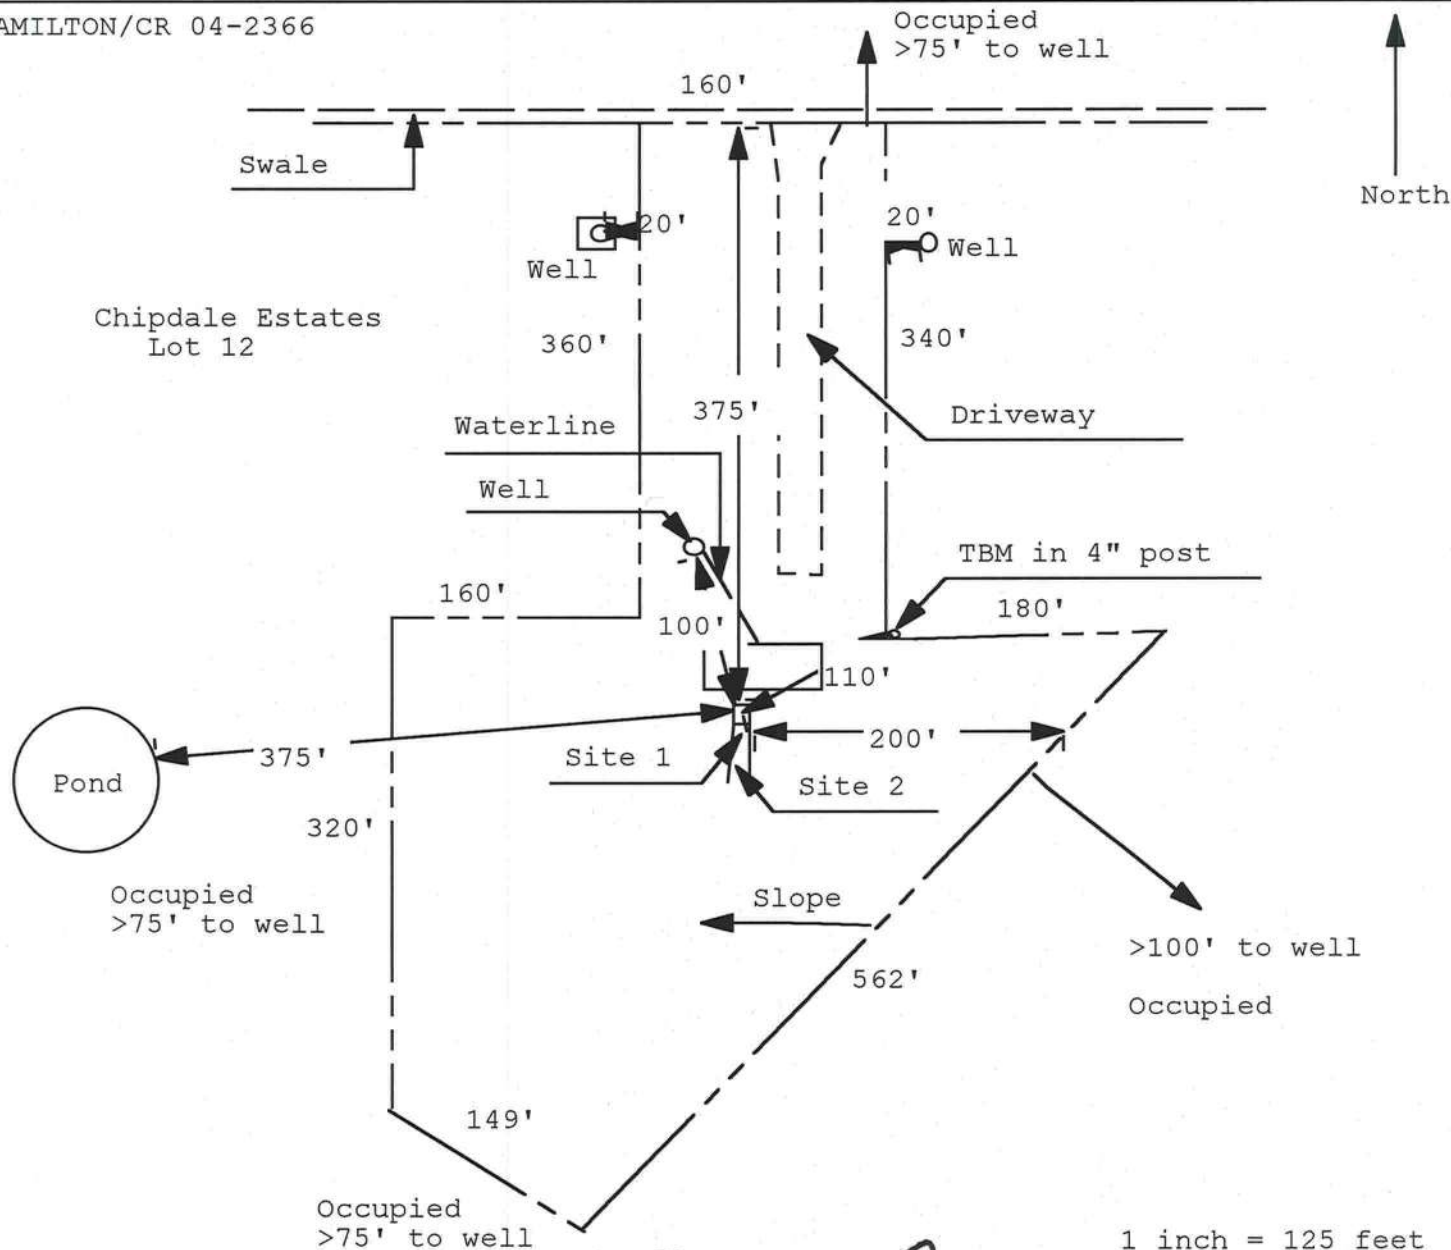 AMILTON/CR 04-2366
Occupied
>75' to well
160'
Swale
North
20'
Well
20'
Well
Chipdale Estates
Lot 12
360'
340'
375'
Driveway
Waterline
Well
TBM in 4" post
160'
180'
100'
110'
375'
Pond
Site 1
200'
Site 2
320'
Occupied
>75' to well
Slope
>100' to well
Occupied
562'
149'
Occupied
>75' to well
1 inch = 125 feet